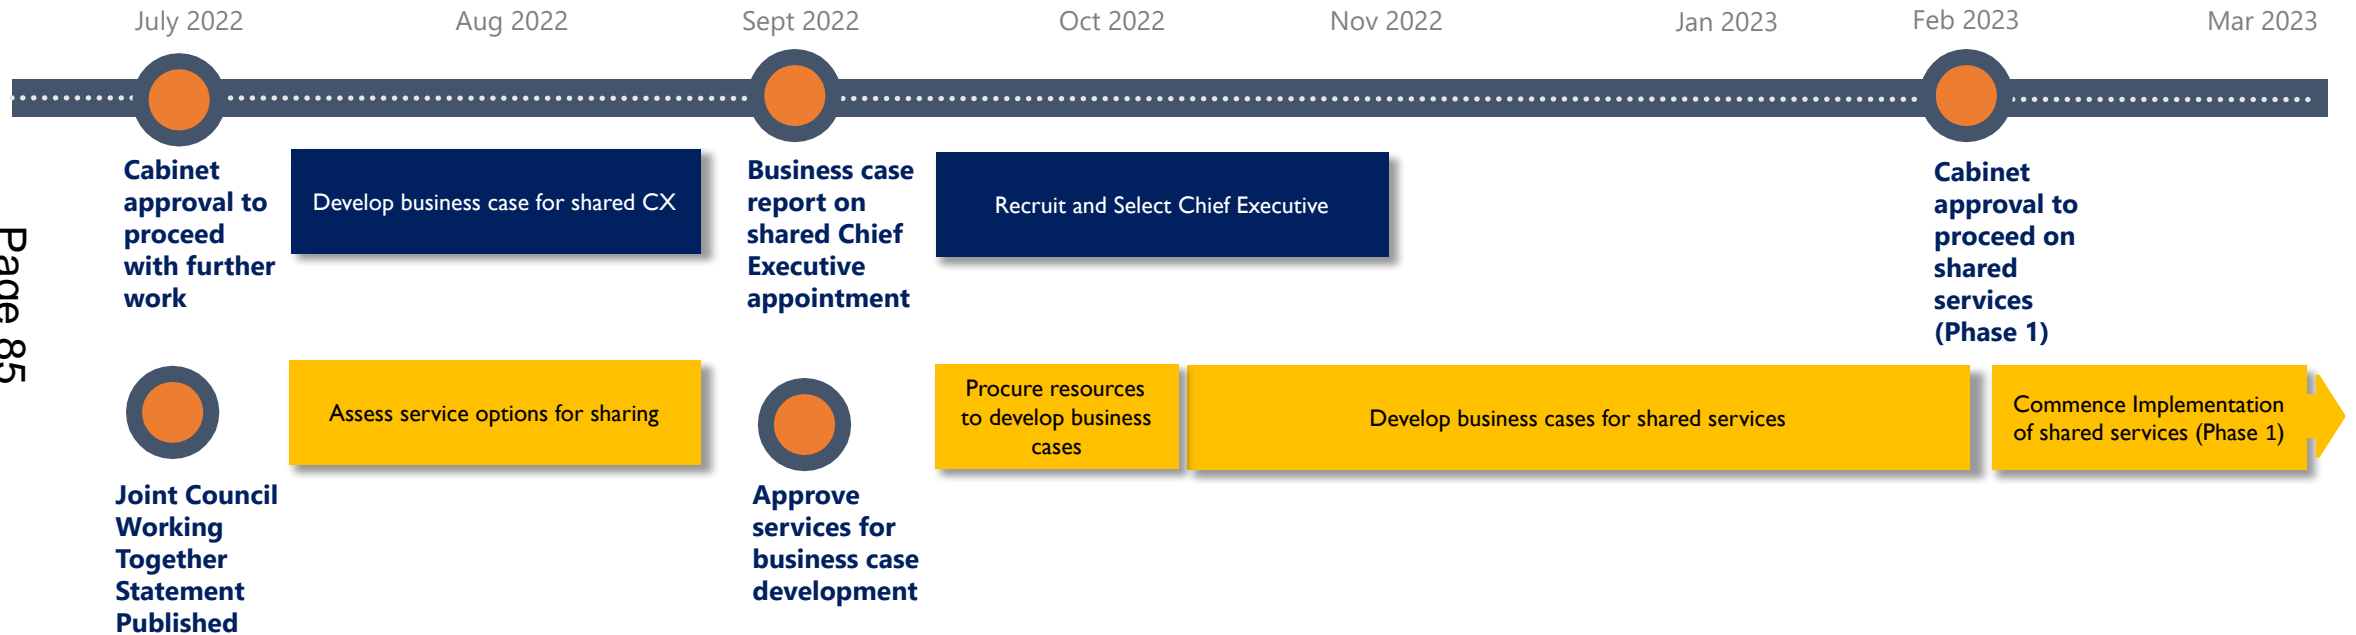 July 2022
Aug 2022
Sept 2022
Oct 2022
Nov 2022
Jan 2023
Feb 2023
Mar 2023
Cabinet
approval to
proceed
with further
work
Develop business case for shared CX
Business case
report on
shared Chief
Executive
appointment
Recruit and Select Chief Executive
Cabinet
approval to
proceed on
shared
services
(Phase 1)
Page 85
Joint Council
Working
Together
Statement
Published
Assess service options for sharing
Approve
services for
business case
development
Procure resources
to develop business
cases
Develop business cases for shared services
Commence Implementation
of shared services (Phase 1)